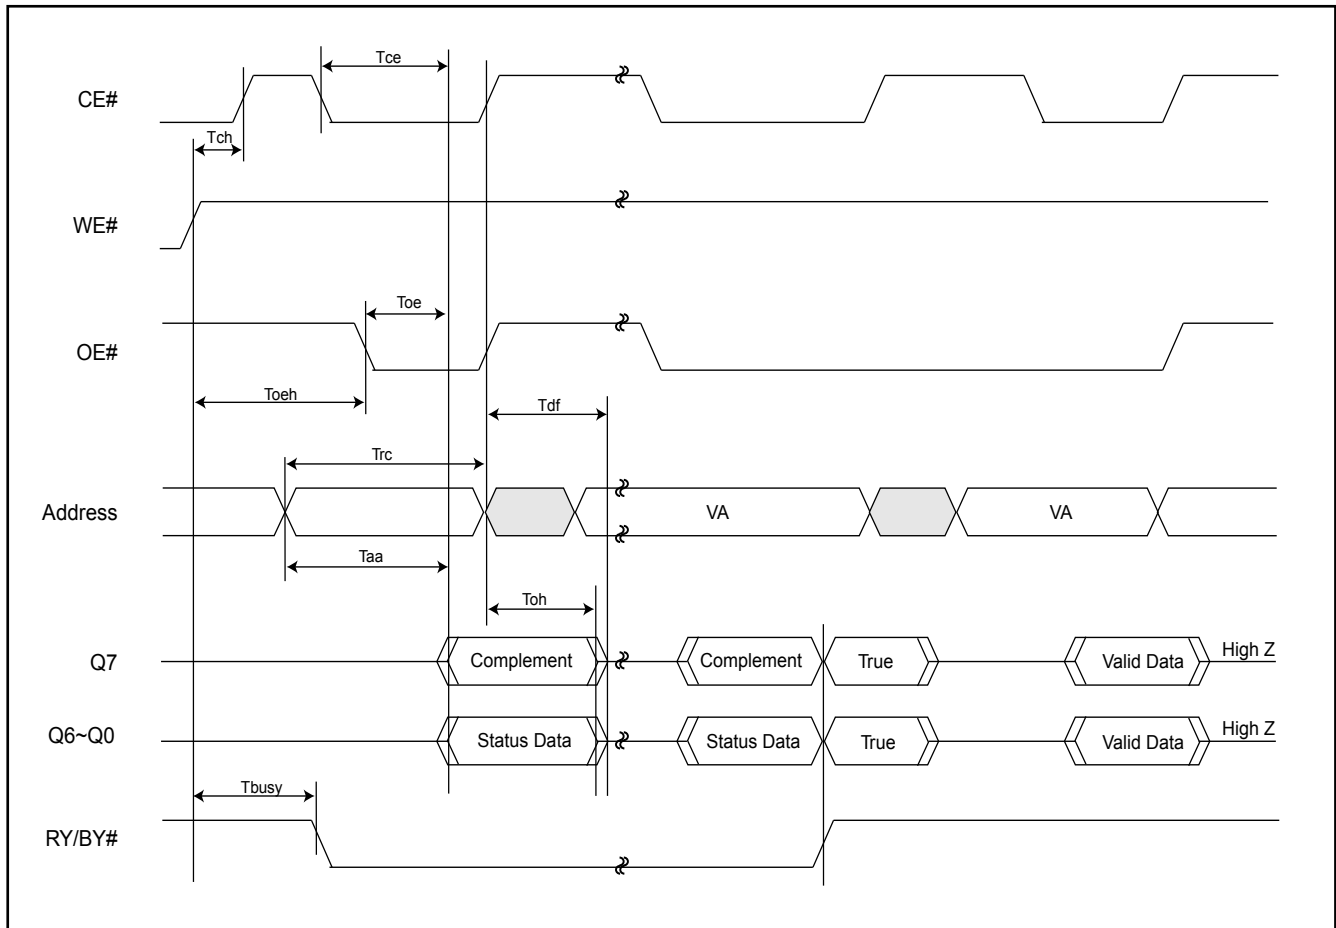 Tce
CE#
Tch
WE#
Toe
OE#
Toeh
Tdf
Trc
Address
VA
VA
Taa
Toh
Q7
Complement
Complement
True
Valid Data
High Z
Q6~Q0
Status Data
Status Data
True
Valid Data
High Z
Tbusy
RY/BY#